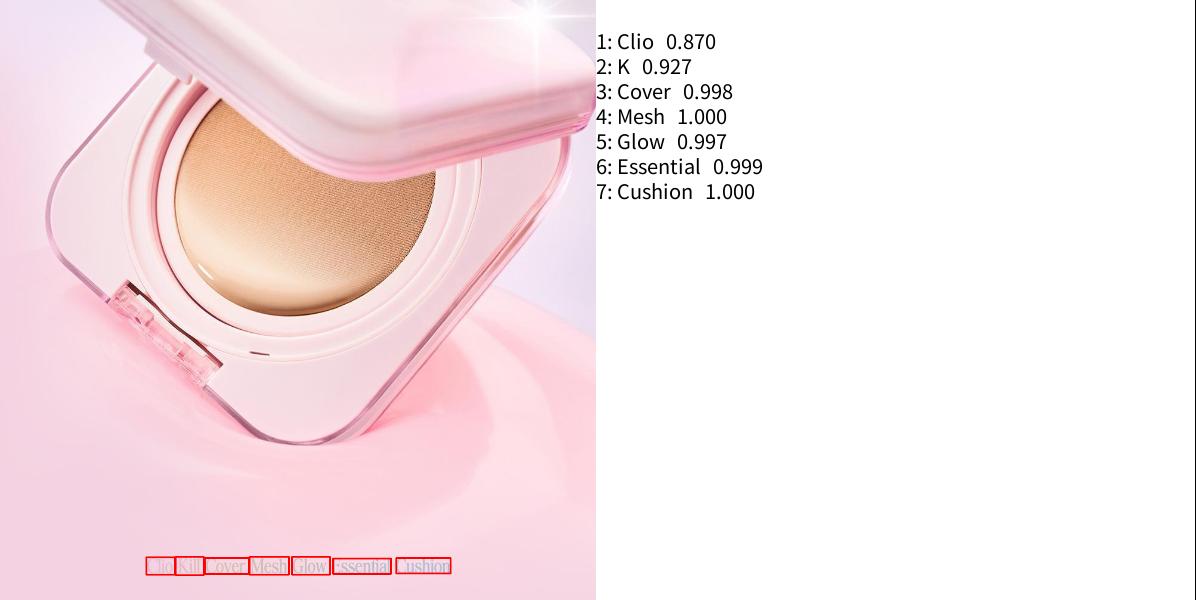 Clio Kill Cover Mesh Glow Essential Cushion
1: Clio 0.870
2: K 0.927
3: Cover 0.998
4: Mesh 1.000
5: Glow 0.997
6: Essential 0.999
7: Cushion 1.000